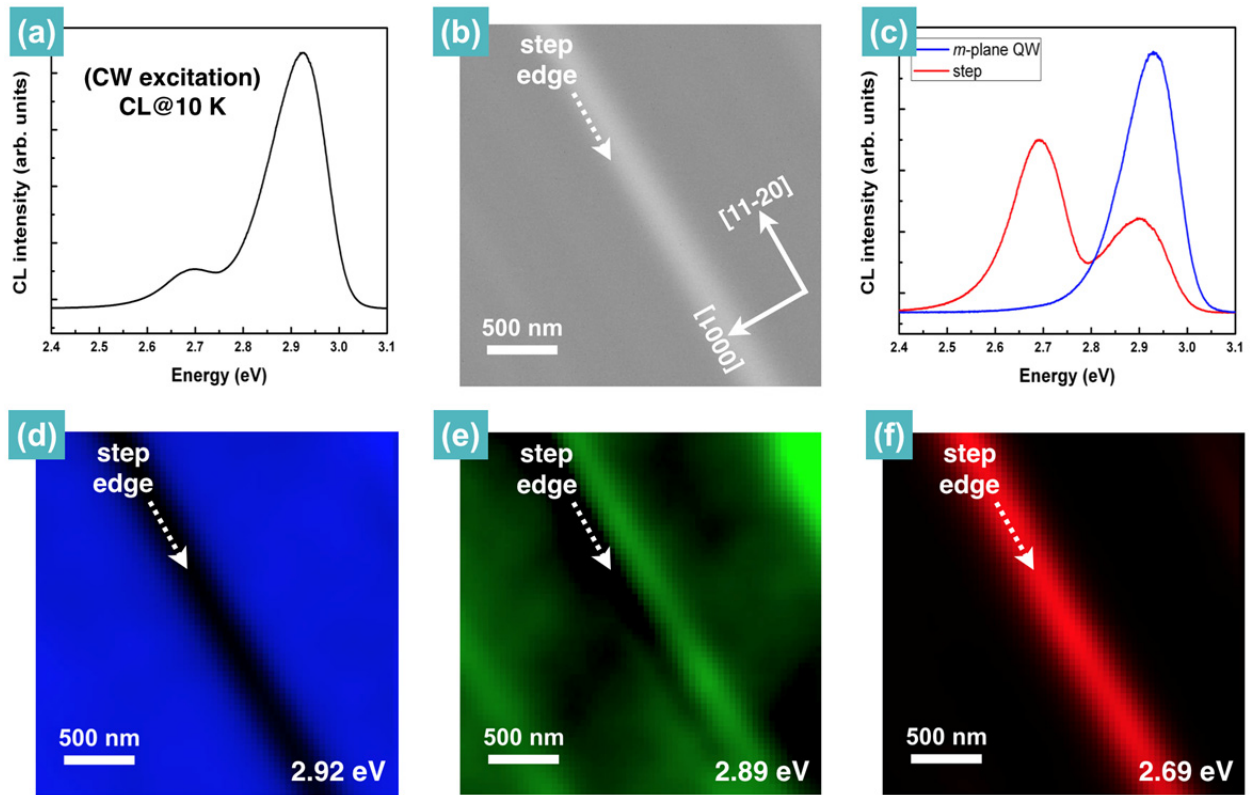 (a)
(CW excitation)
CL@10 K
CL intensity (arb. units)
2.4 2.5 2.6 2.7 2.8 2.9 3.0 3.1
Energy (eV)
(b)
step
edge
[11-20]
[0001]
500 nm
(c)
m-plane QW
step
CL intensity (arb. units)
2.4 2.5 2.6 2.7 2.8 2.9 3.0 3.1
Energy (eV)
(d)
step
edge
500 nm
2.92 eV
(e)
step
edge
500 nm
2.89 eV
(f)
step
edge
500 nm
2.69 eV